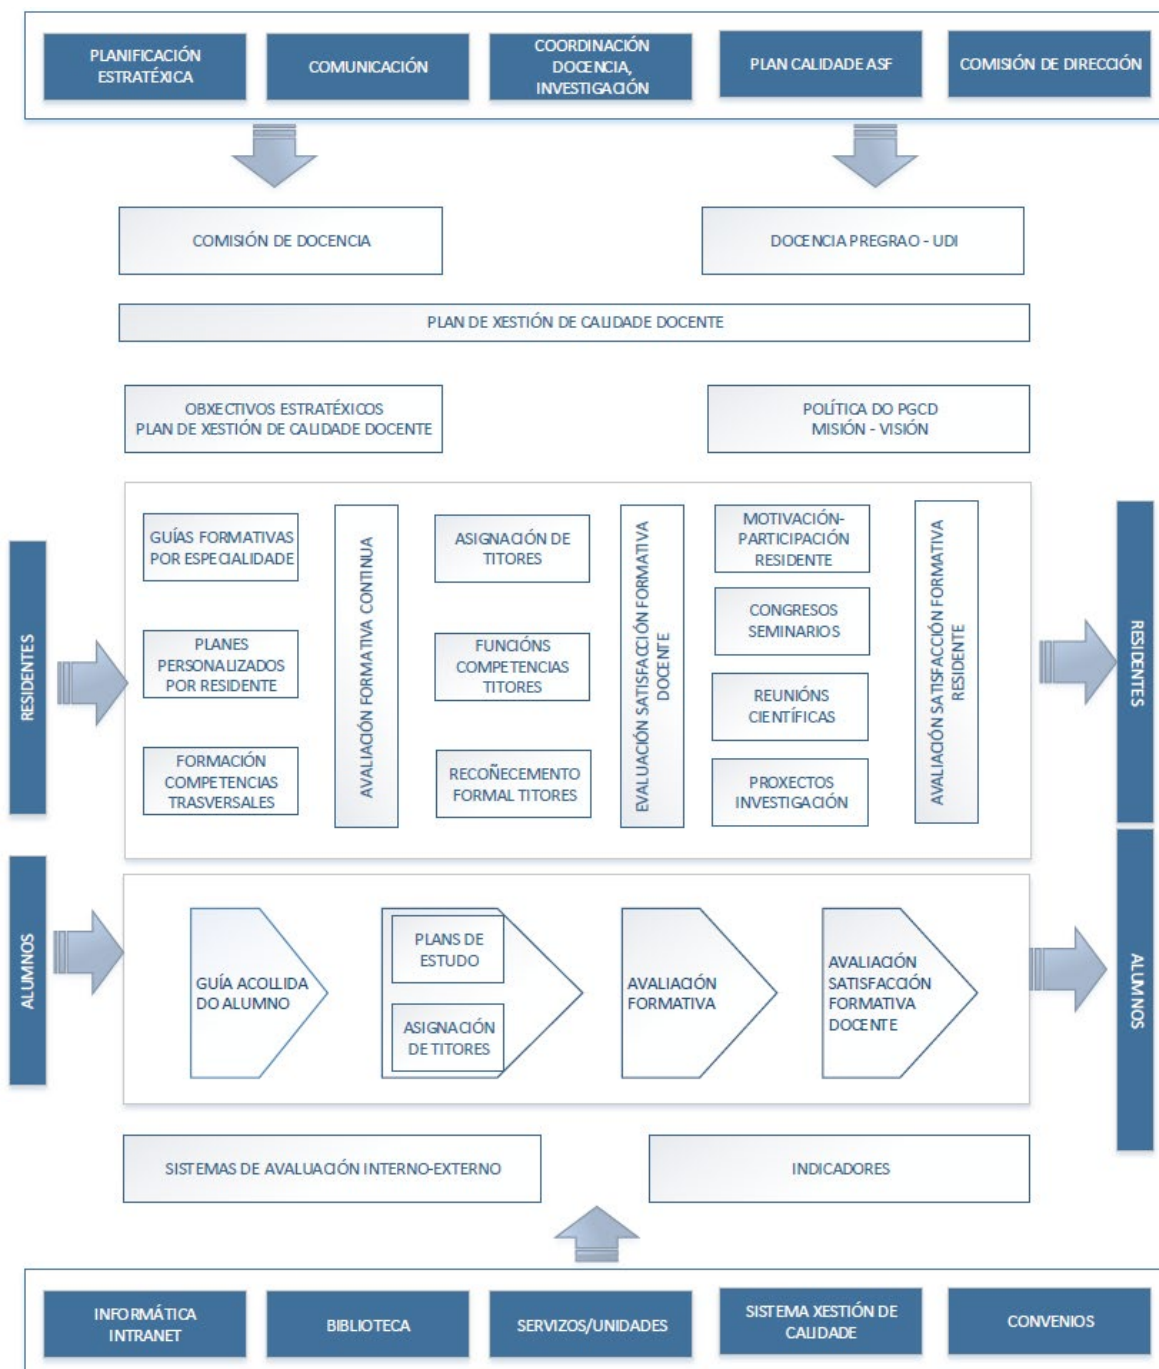 PLANIFICACIÓN
ESTRATÉXICA
COMUNICACIÓN
COORDINACIÓN
DOCENCIA,
INVESTIGACIÓN
PLAN CALIDADE ASF
COMISIÓN DE DIRECCIÓN
COMISIÓN DE DOCENCIA
DOCENCIA PREGRAO - UDI
PLAN DE XESTIÓN DE CALIDADE DOCENTE
OBXECTIVOS ESTRATÉXICOS
PLAN DE XESTIÓN DE CALIDADE DOCENTE
POLÍTICA DO PGCD
MISIÓN - VISIÓN
RESIDENTES
GUÍAS FORMATIVAS
POR ESPECIALIDADE
PLANES
PERSONALIZADOS
POR RESIDENTE
FORMACIÓN
COMPETENCIAS
TRASVERSALES
AVALIACIÓN FORMATIVA CONTINUA
ASIGNACIÓN DE
TITORES
FUNCIÓNS
COMPETENCIAS
TITORES
RECOÑECEMENTO
FORMAL TITORES
EVALUACIÓN SATISFACCIÓN FORMATIVA
DOCENTE
MOTIVACIÓN-
PARTICIPACIÓN
RESIDENTE
CONGRESOS
SEMINARIOS
REUNIÓNS
CIENTÍFICAS
PROXECTOS
INVESTIGACIÓN
AVALIACIÓN SATISFACCIÓN FORMATIVA
RESIDENTE
RESIDENTES
ALUMNOS
GUÍA ACOLLIDA
DO ALUMNO
PLANS DE
ESTUDO
ASIGNACIÓN
DE TITORES
AVALIACIÓN
FORMATIVA
AVALIACIÓN
SATISFACCIÓN
FORMATIVA
DOCENTE
ALUMNOS
SISTEMAS DE AVALUACIÓN INTERNO-EXTERNO
INDICADORES
INFORMÁTICA
INTRANET
BIBLIOTECA
SERVIZOS/UNIDADES
SISTEMA XESTIÓN DE
CALIDADE
CONVENIOS